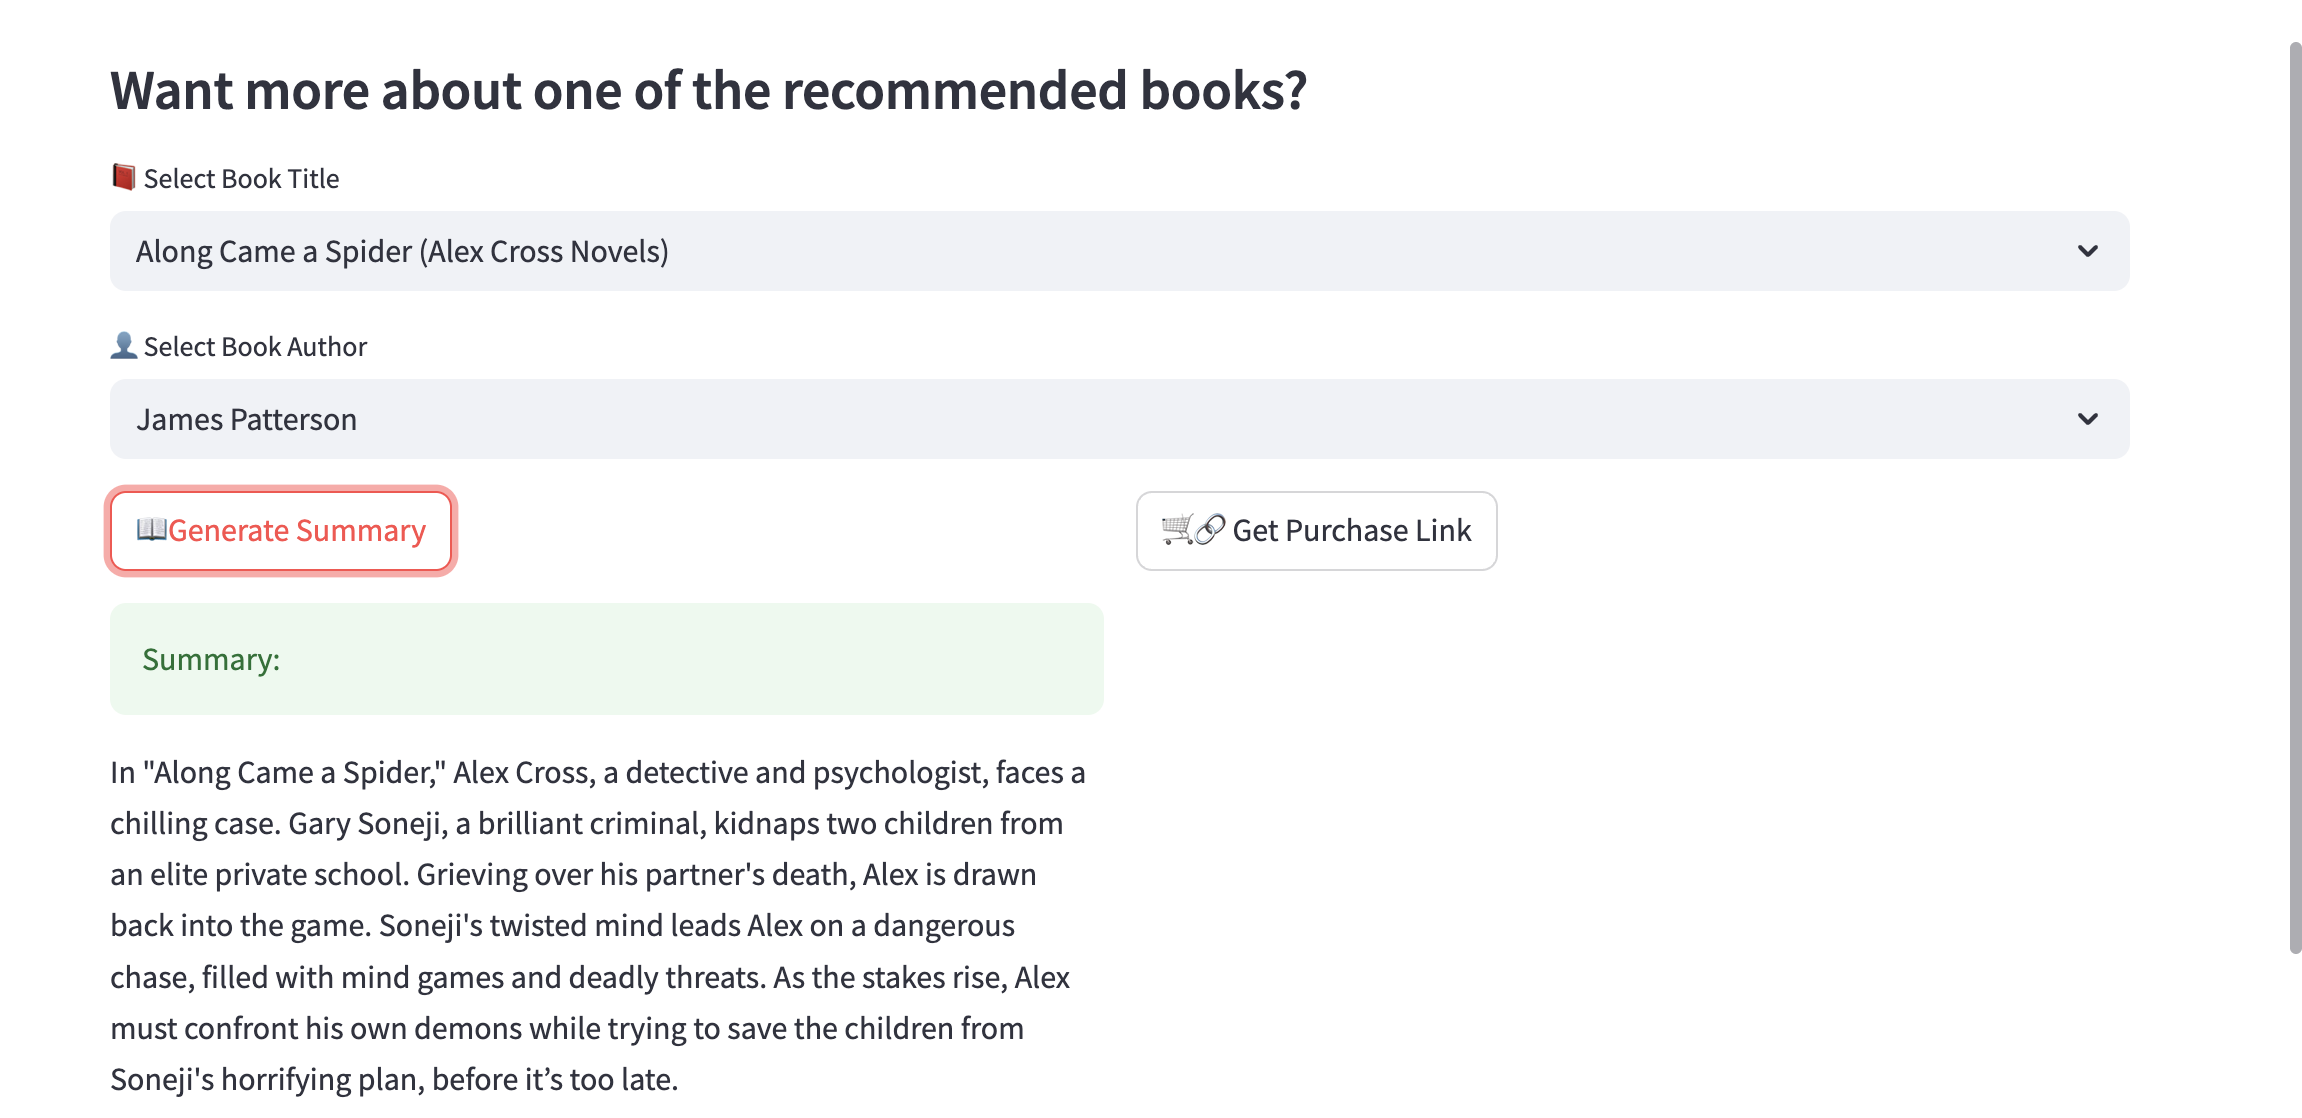 Want more about one of the recommended books?
📕 Select Book Title
Along Came a Spider (Alex Cross Novels)
👤 Select Book Author
James Patterson
📖Generate Summary
🛒🔗 Get Purchase Link
Summary:
In "Along Came a Spider," Alex Cross, a detective and psychologist, faces a
chilling case. Gary Soneji, a brilliant criminal, kidnaps two children from
an elite private school. Grieving over his partner's death, Alex is drawn
back into the game. Soneji's twisted mind leads Alex on a dangerous
chase, filled with mind games and deadly threats. As the stakes rise, Alex
must confront his own demons while trying to save the children from
Soneji's horrifying plan, before it’s too late.